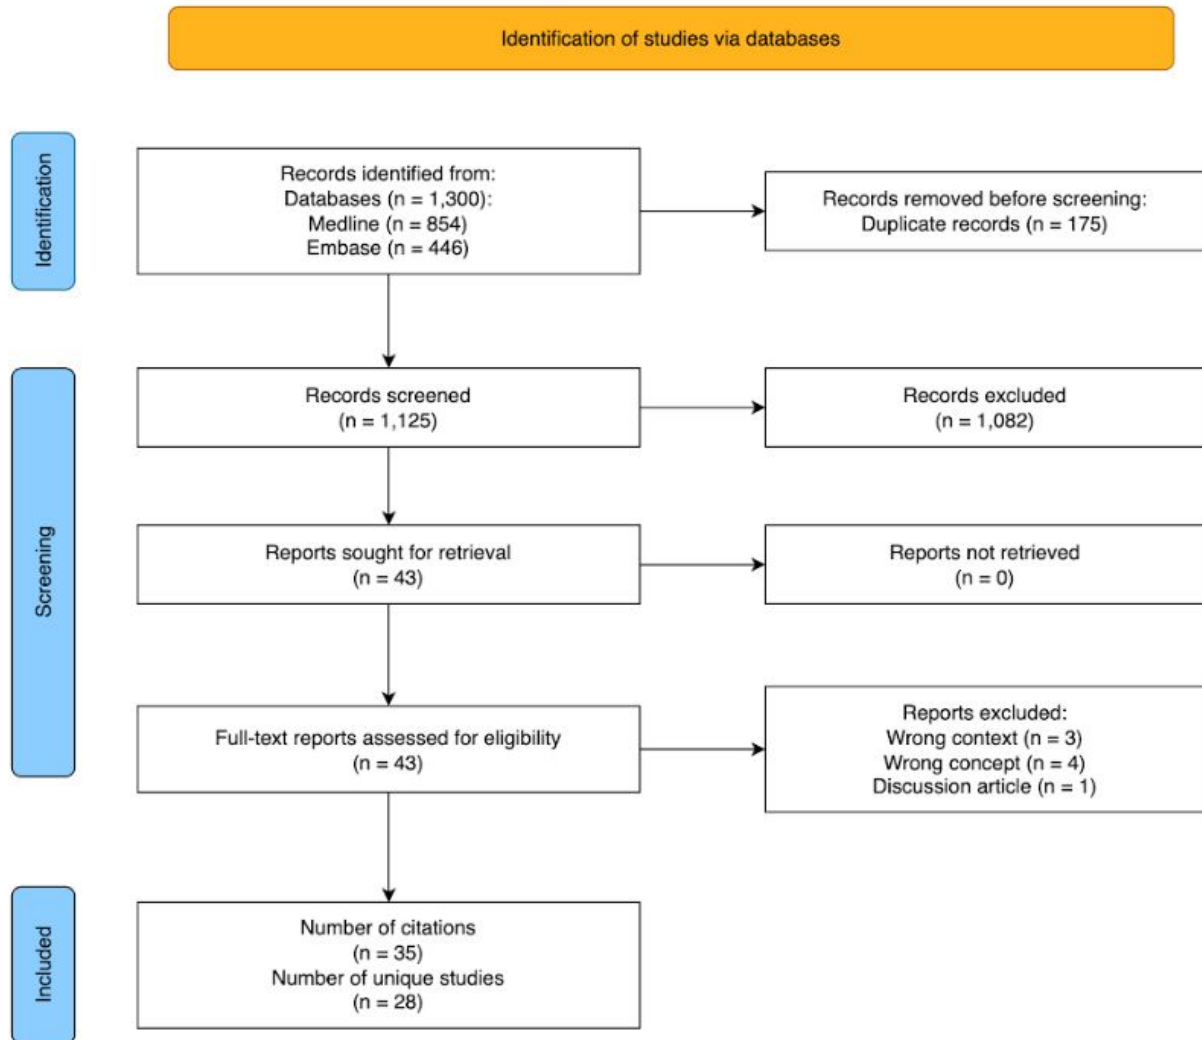 Identification of studies via databases
Identification
Records identified from:
Databases (n = 1,300):
Medline (n = 854)
Embase (n = 446)
Records removed before screening:
Duplicate records (n = 175)
Screening
Records screened
(n = 1,125)
Records excluded
(n = 1,082)
Reports sought for retrieval
(n = 43)
Reports not retrieved
(n = 0)
Full-text reports assessed for eligibility
(n = 43)
Reports excluded:
Wrong context (n = 3)
Wrong concept (n = 4)
Discussion article (n = 1)
Included
Number of citations
(n = 35)
Number of unique studies
(n = 28)